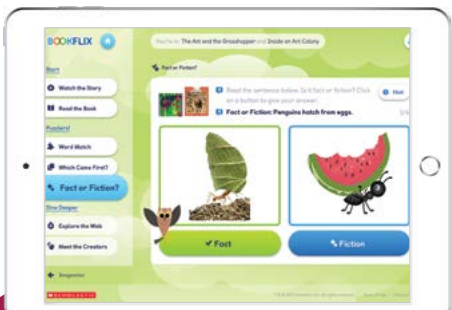 BOOKFLIX
You're in: The Ant and the Grasshopper and Inside an Ant Colony
Start
Watch the Story
Read the Book
Puzzlers!
Word Match
Which Came First?
Fact or Fiction?
Dive Deeper
Explore the Web
Meet the Creators
Fact or Fiction?
Read the sentence below. Is it fact or fiction? Click
on a button to give your answer.
Fact or Fiction: Penguins hatch from eggs.
Hint
Fact
Fiction
SCHOLASTIC